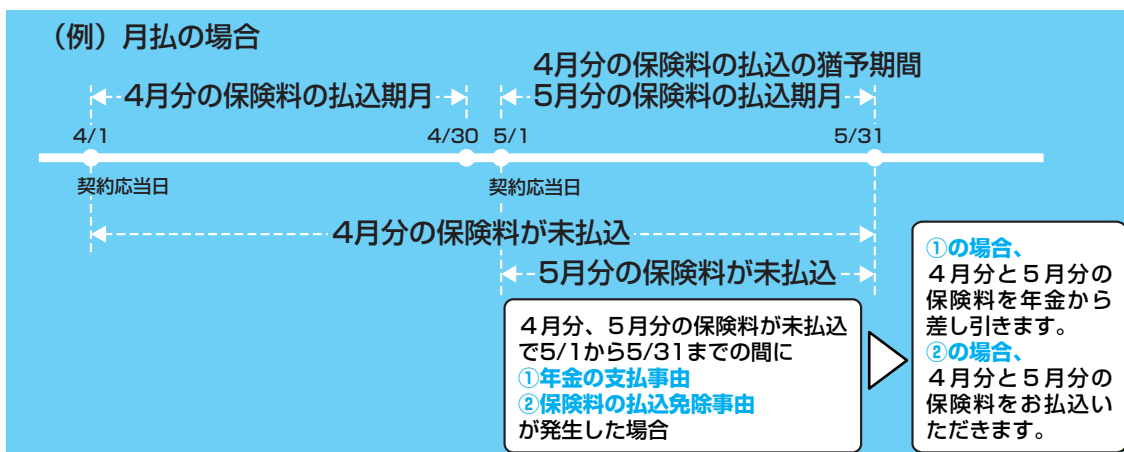 （例）月払の場合
4月分の保険料の払込の猶予期間
4月分の保険料の払込期月
5月分の保険料の払込期月
4/1
4/30
5/1
5/31
契約応当日
契約応当日
4月分の保険料が未払込
5月分の保険料が未払込
４月分、５月分の保険料が未払込
で5/1から5/31までの間に
①年金の支払事由
②保険料の払込免除事由
が発生した場合
①の場合、
４月分と５月分の
保険料を年金から
差し引きます。
②の場合、
４月分と５月分の
保険料をお払込い
ただきます。